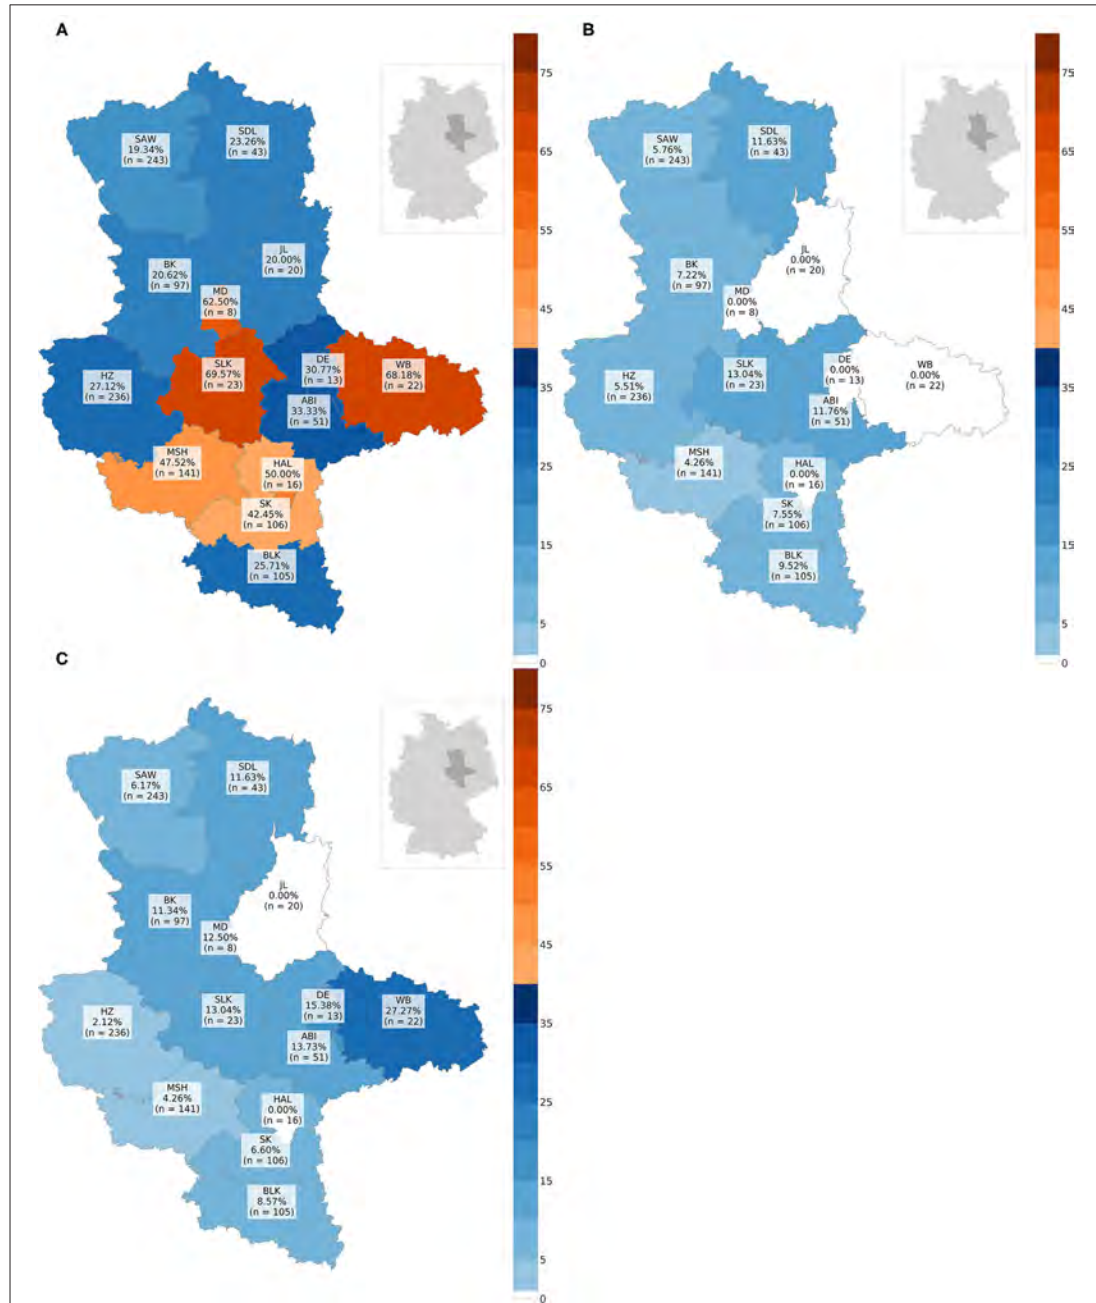 A
SAW
19.34%
(n = 243)
SDL
23.26%
(n = 43)
BK
20.62%
(n = 97)
JL
20.00%
(n = 20)
MD
62.50%
(n = 8)
HZ
27.12%
(n = 236)
SLK
69.57%
(n = 23)
DE
30.77%
(n = 13)
WB
68.18%
(n = 22)
ABI
33.33%
(n = 51)
MSH
47.52%
(n = 141)
HAL
50.00%
(n = 16)
SK
42.45%
(n = 106)
BLK
25.71%
(n = 105)
75
65
55
45
35
25
15
5
0
B
SAW
5.76%
(n = 243)
SDL
11.63%
(n = 43)
BK
7.22%
(n = 97)
JL
0.00%
(n = 20)
MD
0.00%
(n = 8)
HZ
5.51%
(n = 236)
SLK
13.04%
(n = 23)
DE
0.00%
(n = 13)
WB
0.00%
(n = 22)
ABI
11.76%
(n = 51)
MSH
4.26%
(n = 141)
HAL
0.00%
(n = 16)
SK
7.55%
(n = 106)
BLK
9.52%
(n = 105)
75
65
55
45
35
25
15
5
0
C
SAW
6.17%
(n = 243)
SDL
11.63%
(n = 43)
BK
11.34%
(n = 97)
JL
0.00%
(n = 20)
MD
12.50%
(n = 8)
HZ
2.12%
(n = 236)
SLK
13.04%
(n = 23)
DE
15.38%
(n = 13)
WB
27.27%
(n = 22)
ABI
13.73%
(n = 51)
MSH
4.26%
(n = 141)
HAL
0.00%
(n = 16)
SK
6.60%
(n = 106)
BLK
8.57%
(n = 105)
75
65
55
45
35
25
15
5
0